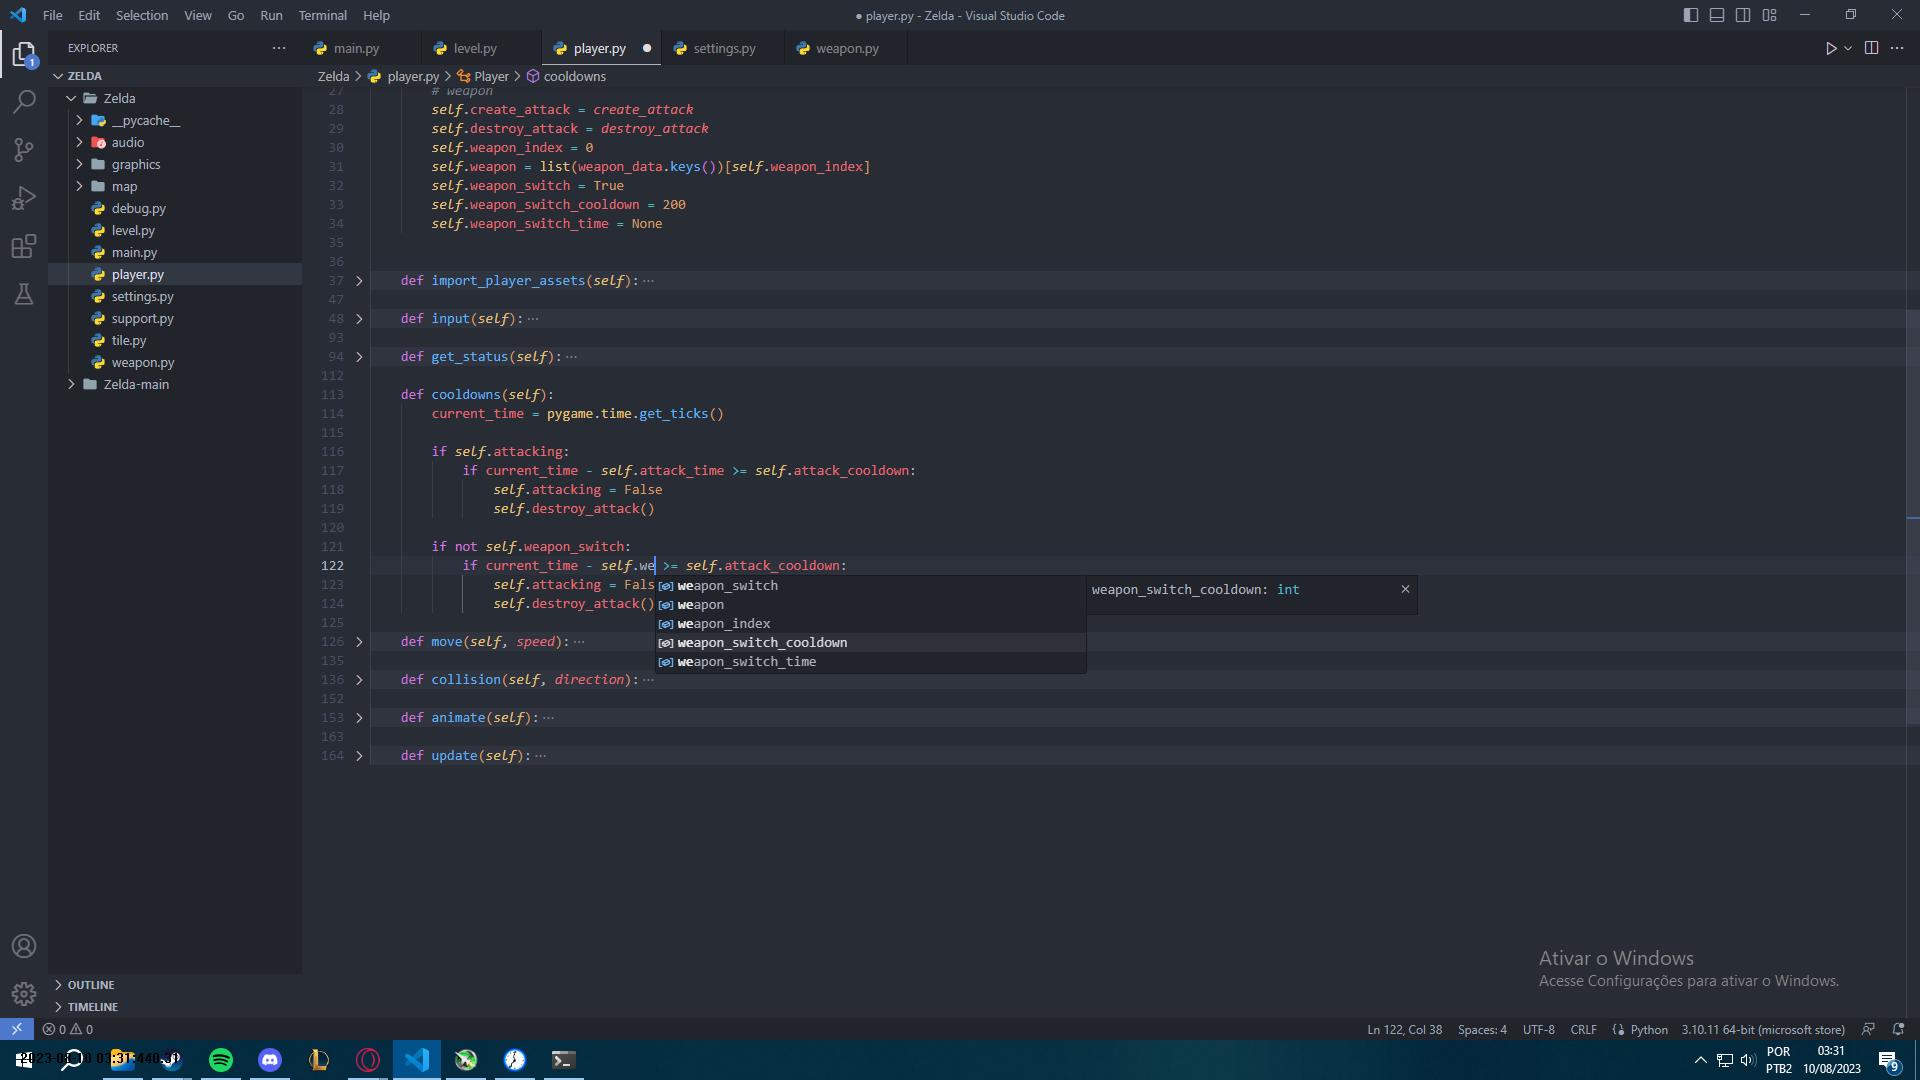 File Edit Selection View Go Run Terminal Help
● player.py - Zelda - Visual Studio Code
EXPLORER
main.py level.py player.py settings.py weapon.py
Zelda > player.py > Player > cooldowns
1
ZELDA
Zelda
__pycache__
audio
graphics
map
debug.py
level.py
main.py
player.py
settings.py
support.py
tile.py
weapon.py
Zelda-main
OUTLINE
TIMELINE
27 # weapon
28 self.create_attack = create_attack
29 self.destroy_attack = destroy_attack
30 self.weapon_index = 0
31 self.weapon = list(weapon_data.keys())[self.weapon_index]
32 self.weapon_switch = True
33 self.weapon_switch_cooldown = 200
34 self.weapon_switch_time = None
35
36
37 def import_player_assets(self): ···
47
48 def input(self): ···
93
94 def get_status(self): ···
112
113 def cooldowns(self):
114 current_time = pygame.time.get_ticks()
115
116 if self.attacking:
117 if current_time - self.attack_time >= self.attack_cooldown:
118 self.attacking = False
119 self.destroy_attack()
120
121 if not self.weapon_switch:
122 if current_time - self.we >= self.attack_cooldown:
123 self.attacking = Fals
124 self.destroy_attack()
125
126 def move(self, speed): ···
135
136 def collision(self, direction): ···
152
153 def animate(self): ···
163
164 def update(self): ···
weapon_switch
weapon
weapon_index
weapon_switch_cooldown
weapon_switch_time
weapon_switch_cooldown: int
Ativar o Windows
Acesse Configurações para ativar o Windows.
0 0
Ln 122, Col 38 Spaces: 4 UTF-8 CRLF Python 3.10.11 64-bit (microsoft store)
POR
PTB2
03:31
10/08/2023
9